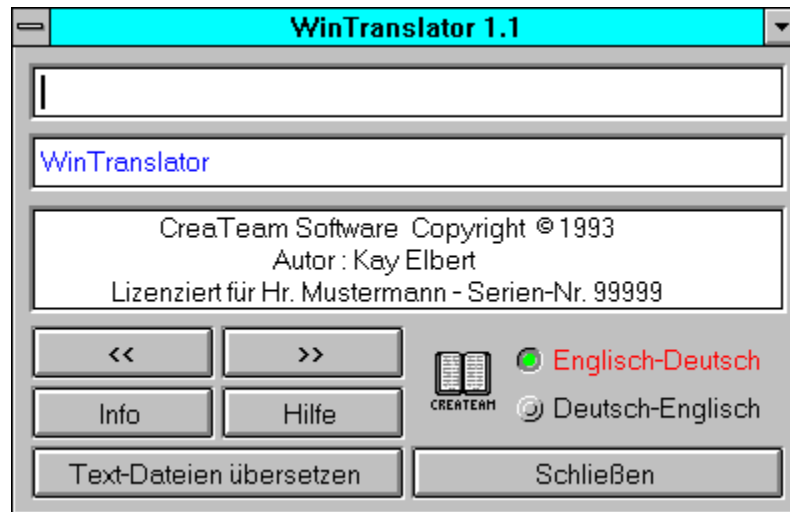 WinTranslator 1.1
WinTranslator
CreaTeam Software Copyright © 1993
Autor : Kay Elbert
Lizenziert für Hr. Mustermann - Serien-Nr. 99999
<< >>
Englisch-Deutsch
CREATEAM
Info Hilfe
Deutsch-Englisch
Text-Dateien übersetzen Schließen